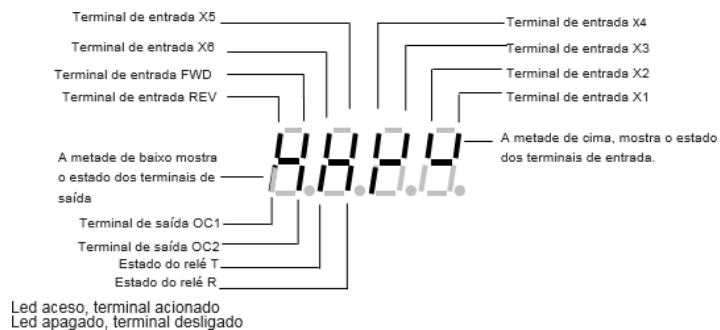 Terminal de entrada X5
Terminal de entrada X6
Terminal de entrada FWD
Terminal de entrada REV
Terminal de entrada X4
Terminal de entrada X3
Terminal de entrada X2
Terminal de entrada X1
A metade de cima, mostra o estado
dos terminais de entrada.
A metade de baixo mostra
o estado dos terminais de
saída
Terminal de saída OC1
Terminal de saída OC2
Estado do relé T
Estado do relé R
Led aceso, terminal acionado
Led apagado, terminal desligado